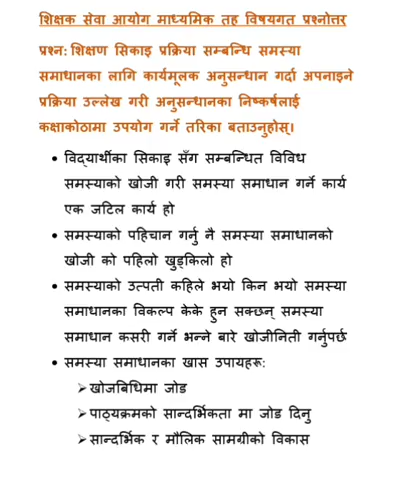 शिक्षक सेवा आयोग माध्यमिक तह विषयगत प्रश्नोत्तर
प्रश्न: शिक्षण सिकाइ प्रक्रिया सम्बन्धि समस्या
समाधानका लागि कार्यमूलक अनुसन्धान गर्दा अपनाइने
प्रक्रिया उल्लेख गरी अनुसन्धानका निष्कर्षलाई
कक्षाकोठामा उपयोग गर्ने तरिका बताउनुहोस्।
• विद्यार्थीका सिकाइ सँग सम्बन्धित विविध
समस्याको खोजी गरी समस्या समाधान गर्ने कार्य
एक जटिल कार्य हो
• समस्याको पहिचान गर्नु नै समस्या समाधानको
खोजी को पहिलो खुड्किलो हो
• समस्याको उत्पती कहिले भयो किन भयो समस्या
समाधानका विकल्प केके हुन सक्छन् समस्या
समाधान कसरी गर्ने भन्ने बारे खोजीनिती गर्नुपर्छ
• समस्या समाधानका खास उपायहरू:
➢ खोजबिधिमा जोड
➢ पाठ्यक्रमको सान्दर्भिकता मा जोड दिनु
➢ सान्दर्भिक र मौलिक सामग्रीको विकास